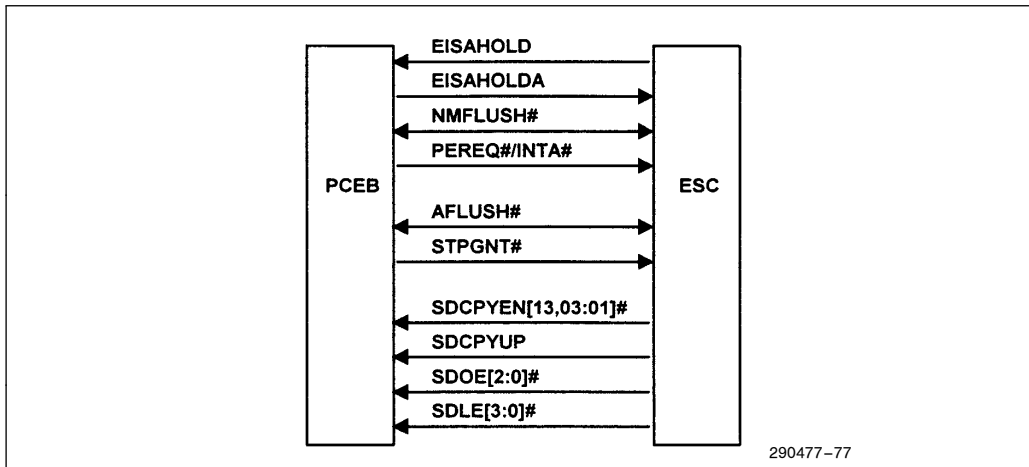 EISAHOLD
EISAHOLDA
NMFLUSH#
PEREQ#/INTA#
PCEB
ESC
AFLUSH#
STPGNT#
SDCPYEN[13,03:01]#
SDCPYUP
SDOE[2:0]#
SDLE[3:0]#
290477–77